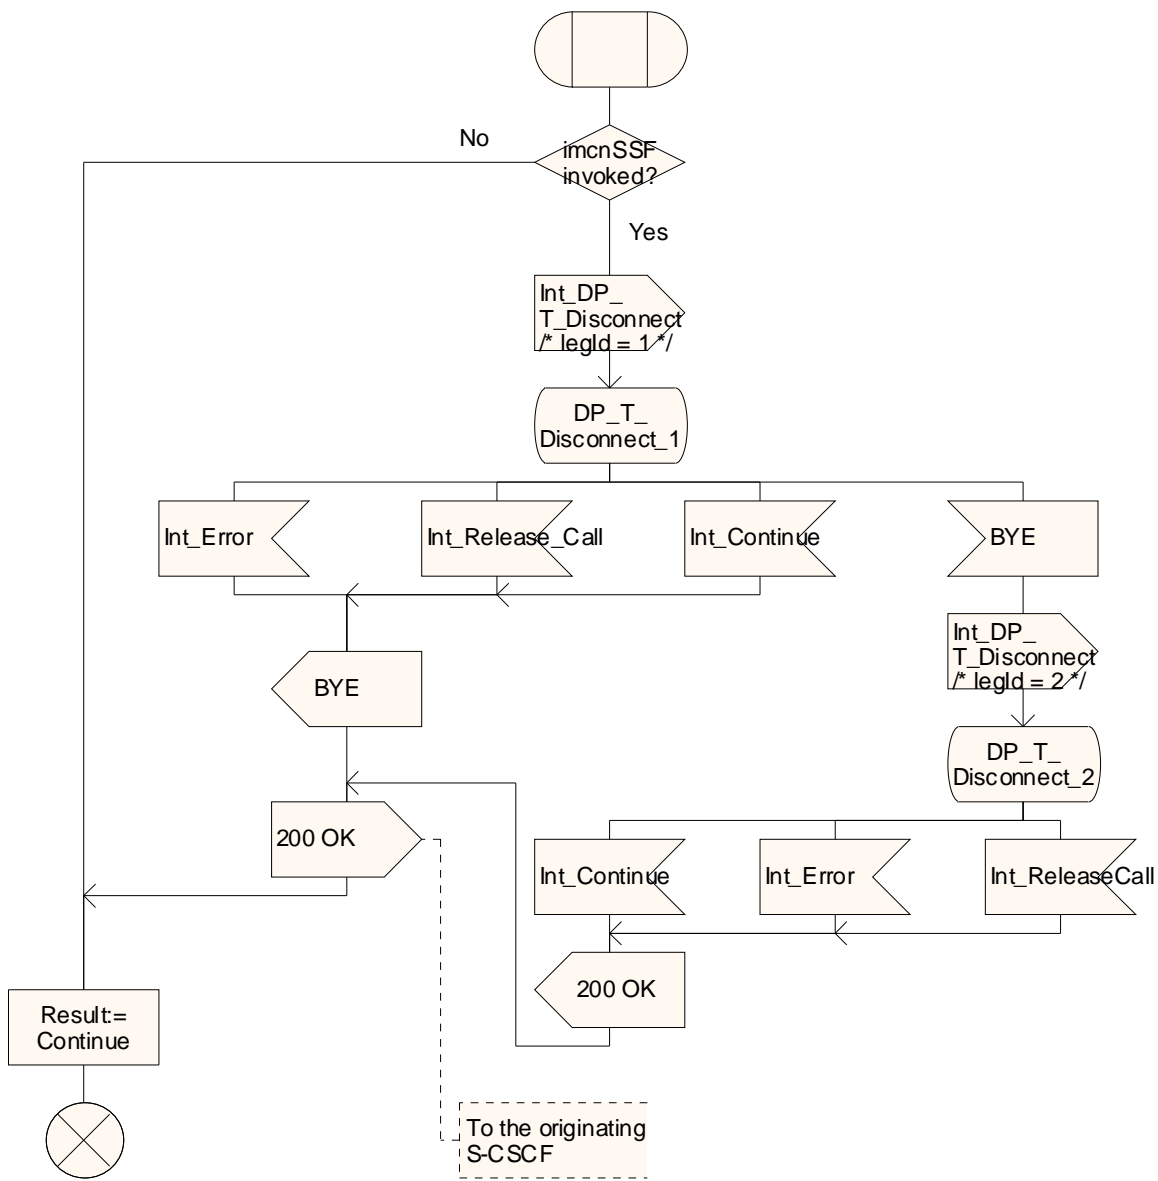 No
imcnSSF
invoked?
Yes
Int_DP_
T_Disconnect
/* legId = 1 */
DP_T_
Disconnect_1
Int_Error
Int_Release_Call
Int_Continue
BYE
Int_DP_
T_Disconnect
/* legId = 2 */
BYE
DP_T_
Disconnect_2
200 OK
Int_Continue
Int_Error
Int_ReleaseCall
200 OK
Result:=
Continue
To the originating
S-CSCF